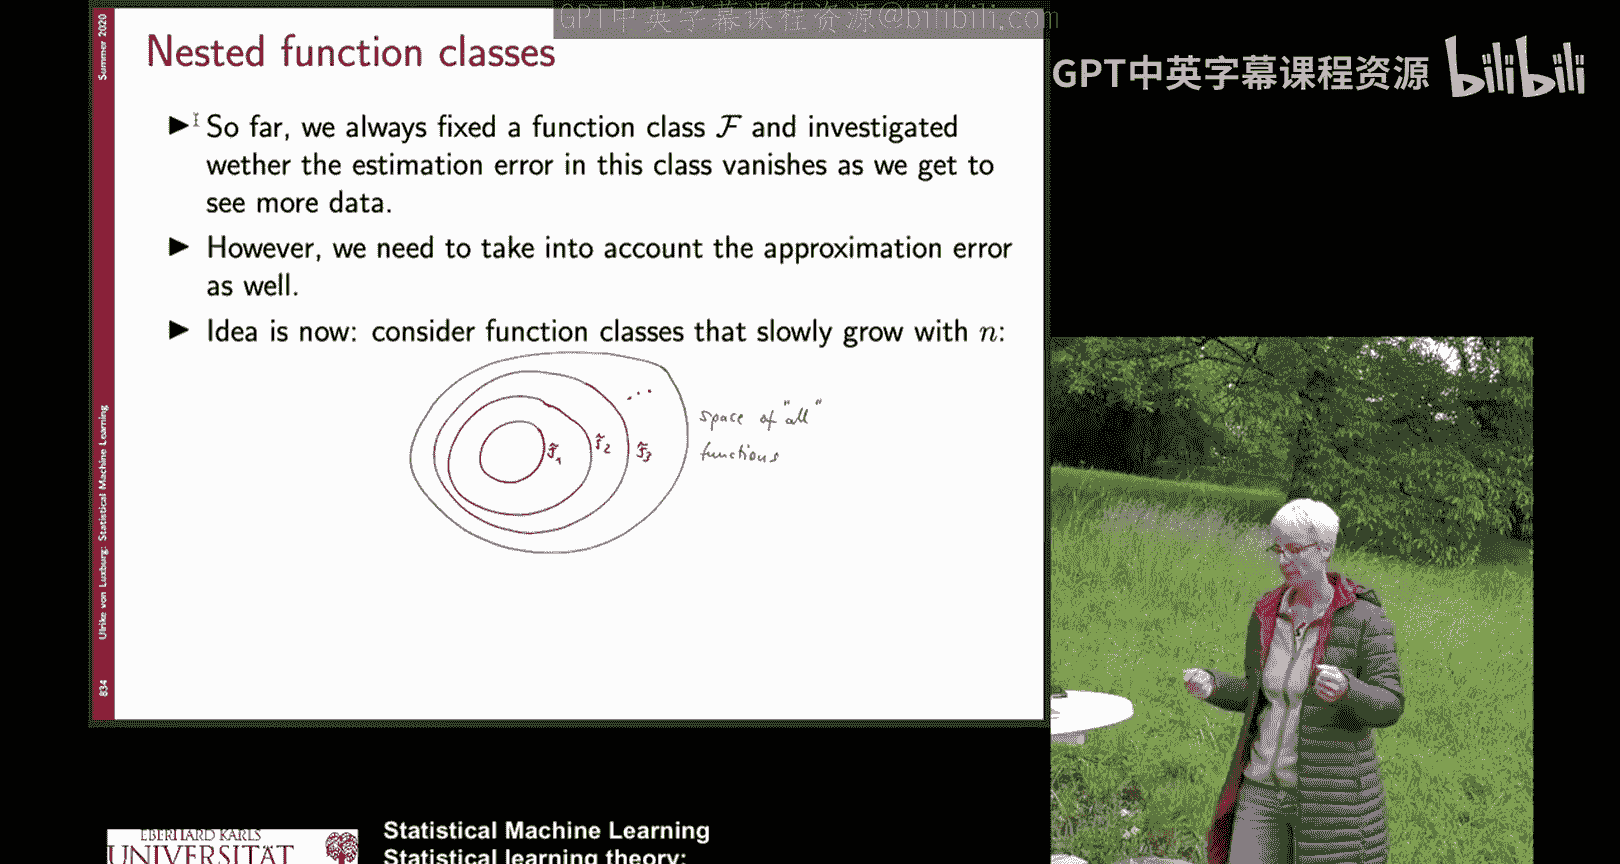 GPT中英字幕课程资源@bilibili.com
GPT中英字幕课程资源 bilibili
Summer 2020
Nested function classes
So far, we always fixed a function class F and investigated
wether the estimation error in this class vanishes as we get to
see more data.
However, we need to take into account the approximation error
as well.
Idea is now: consider function classes that slowly grow with n:
F₁ F₂ F₃ ...
space of "all"
functions
Ulrike von Luxburg: Statistical Machine Learning
834
EBERHARD KARLS
UNIVERSITÄT
Statistical Machine Learning
Statistical learning theory: